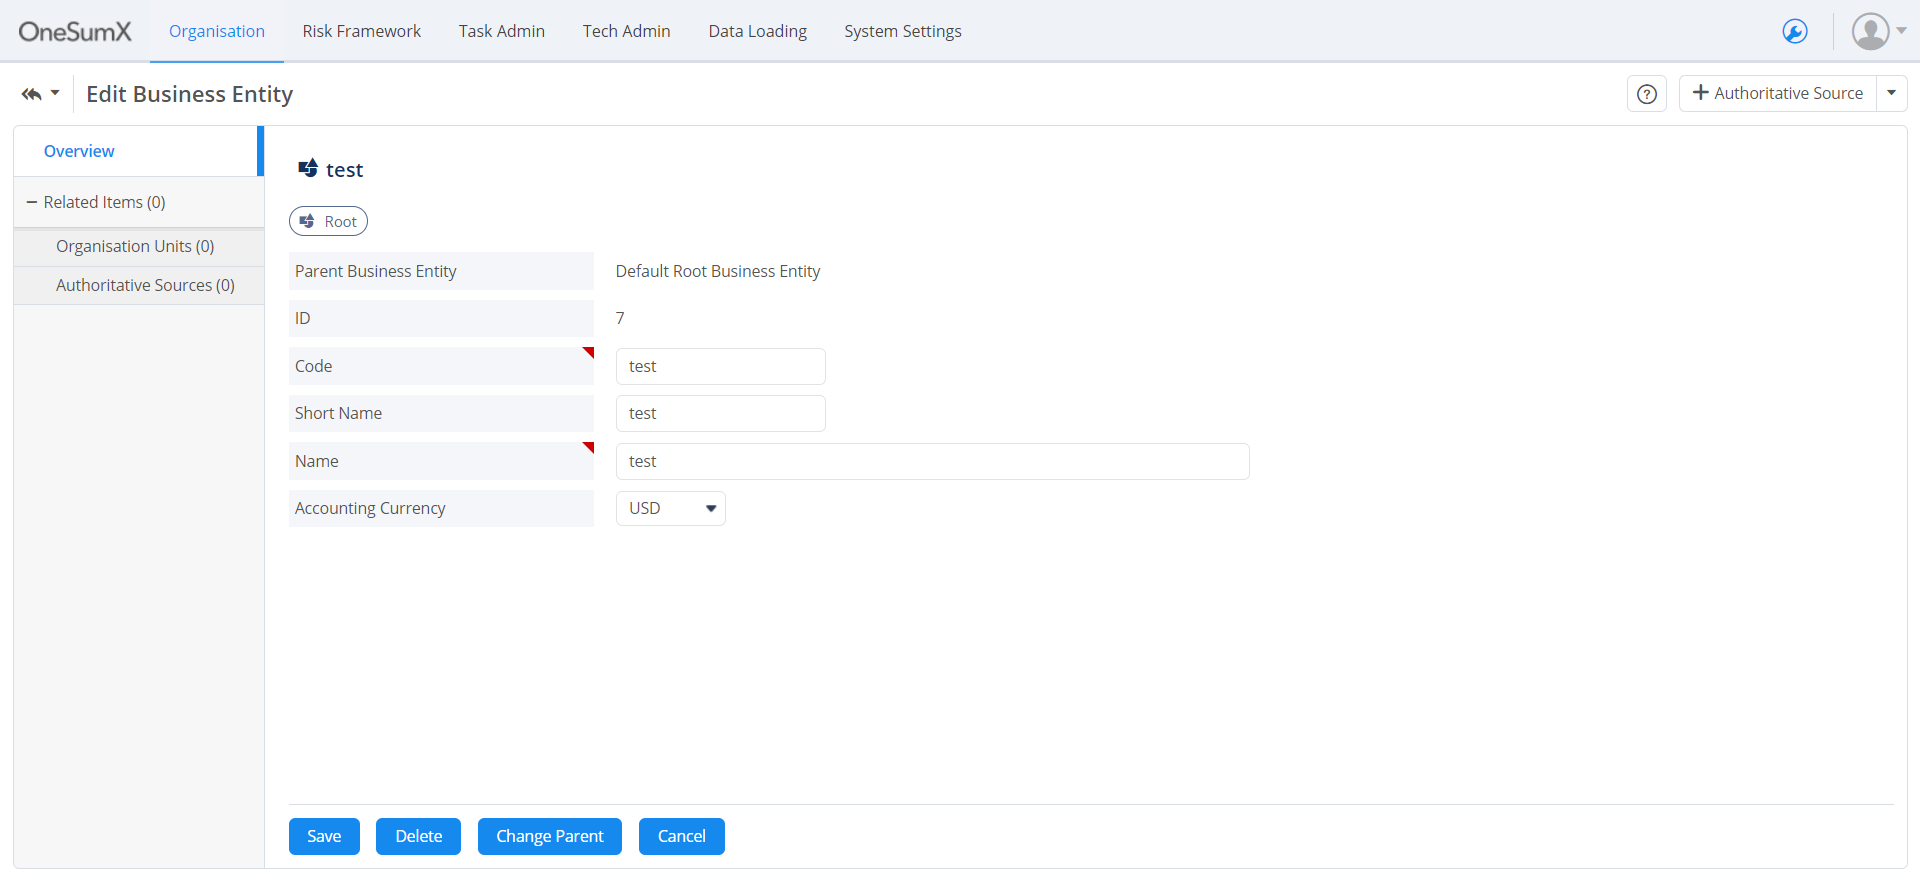 OneSumX Organisation Risk Framework Task Admin Tech Admin Data Loading System Settings
Edit Business Entity
? + Authoritative Source
Overview
test
− Related Items (0)
Root
Organisation Units (0)
Authoritative Sources (0)
Parent Business Entity Default Root Business Entity
ID 7
Code test
Short Name test
Name test
Accounting Currency USD
Save Delete Change Parent Cancel